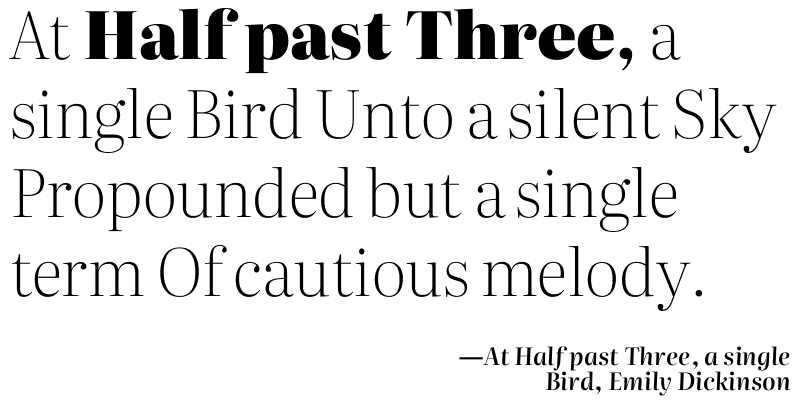 At Half past Three, a
single Bird Unto a silent Sky
Propounded but a single
term Of cautious melody.
—At Half past Three, a single
Bird, Emily Dickinson